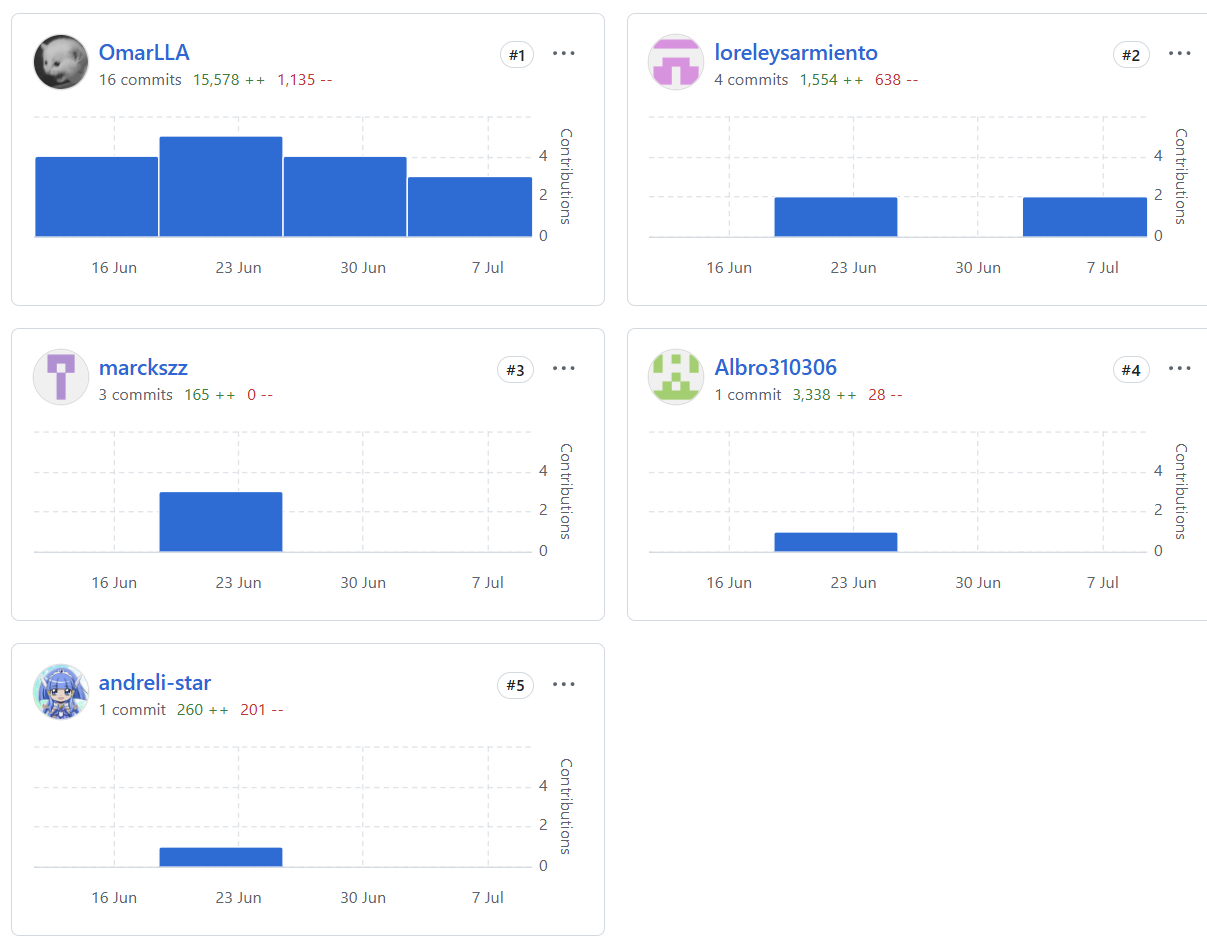 OmarLLA
#1
16 commits 15,578 ++ 1,135 --
Contributions
4
2
0
16 Jun 23 Jun 30 Jun 7 Jul
loreleysarmiento
#2
4 commits 1,554 ++ 638 --
Contributions
4
2
0
16 Jun 23 Jun 30 Jun 7 Jul
marckszz
#3
3 commits 165 ++ 0 --
Contributions
4
2
0
16 Jun 23 Jun 30 Jun 7 Jul
Albro310306
#4
1 commit 3,338 ++ 28 --
Contributions
4
2
0
16 Jun 23 Jun 30 Jun 7 Jul
andreli-star
#5
1 commit 260 ++ 201 --
Contributions
4
2
0
16 Jun 23 Jun 30 Jun 7 Jul